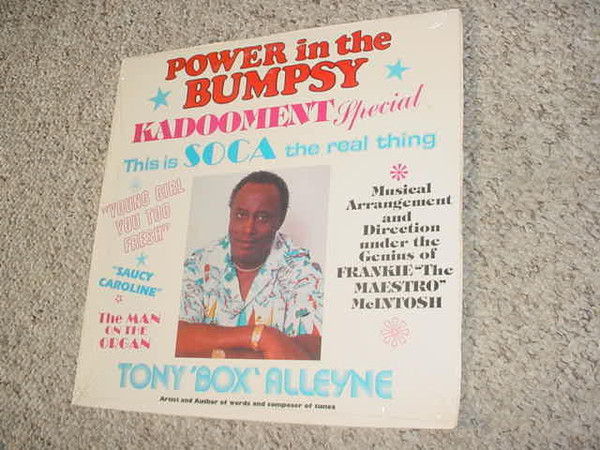 POWER in the
BUMPSY
KADOOMENT Special
This is SOCA the real thing
"YOUNG GIRL
YOU TOO
FRESH"
"SAUCY
CAROLINE"
The MAN
ON THE
ORGAN
Musical
Arrangement
and
Direction
under the
Genius of
FRANKIE "The
MAESTRO"
McINTOSH
TONY 'BOX' ALLEYNE
Artist and Author of words and composer of tunes